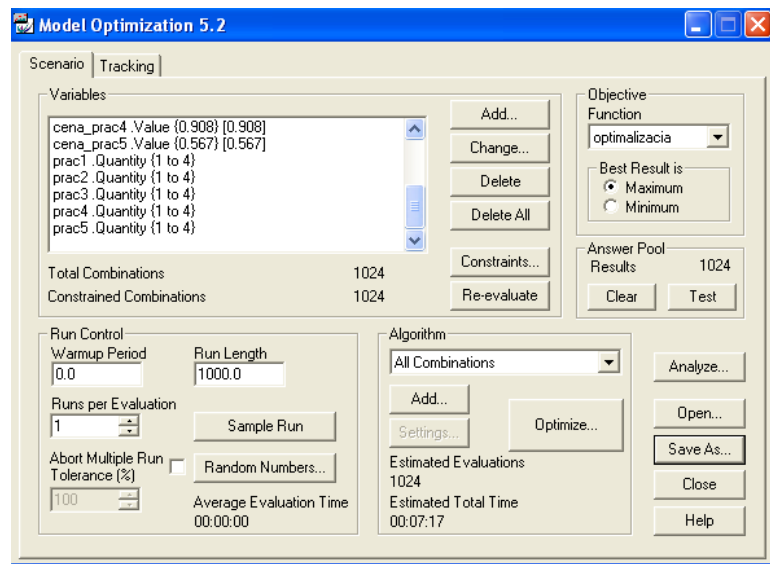 Model Optimization 5.2
Scenario Tracking
Variables
cena_prac4 .Value {0.908} [0.908]
cena_prac5 .Value {0.567} [0.567]
prac1 .Quantity {1 to 4}
prac2 .Quantity {1 to 4}
prac3 .Quantity {1 to 4}
prac4 .Quantity {1 to 4}
prac5 .Quantity {1 to 4}
Add...
Change...
Delete
Delete All
Constraints...
Re-evaluate
Total Combinations 1024
Constrained Combinations 1024
Objective
Function
optimalizacia
Best Result is
Maximum
Minimum
Answer Pool
Results 1024
Clear Test
Run Control
Warmup Period Run Length
0.0 1000.0
Runs per Evaluation
1 Sample Run
Abort Multiple Run
Tolerance (%)
Random Numbers...
100
Average Evaluation Time
00:00:00
Algorithm
All Combinations
Add...
Settings...
Optimize...
Estimated Evaluations
1024
Estimated Total Time
00:07:17
Analyze...
Open...
Save As...
Close
Help